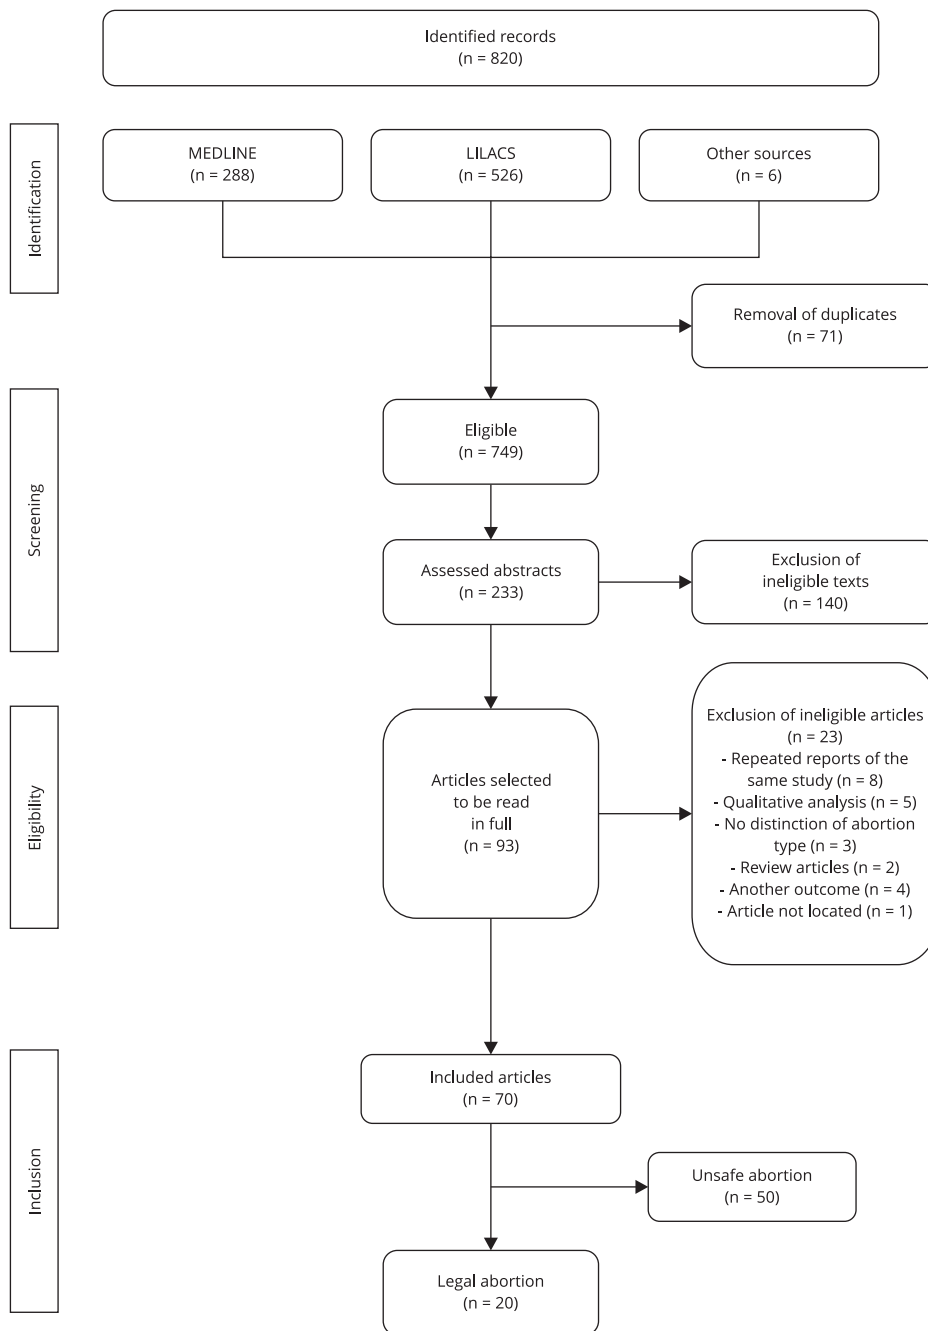 Identified records
(n = 820)
Identification
MEDLINE
(n = 288)
LILACS
(n = 526)
Other sources
(n = 6)
Removal of duplicates
(n = 71)
Screening
Eligible
(n = 749)
Assessed abstracts
(n = 233)
Exclusion of
ineligible texts
(n = 140)
Eligibility
Articles selected
to be read
in full
(n = 93)
Exclusion of ineligible articles
(n = 23)
- Repeated reports of the
same study (n = 8)
- Qualitative analysis (n = 5)
- No distinction of abortion
type (n = 3)
- Review articles (n = 2)
- Another outcome (n = 4)
- Article not located (n = 1)
Inclusion
Included articles
(n = 70)
Unsafe abortion
(n = 50)
Legal abortion
(n = 20)